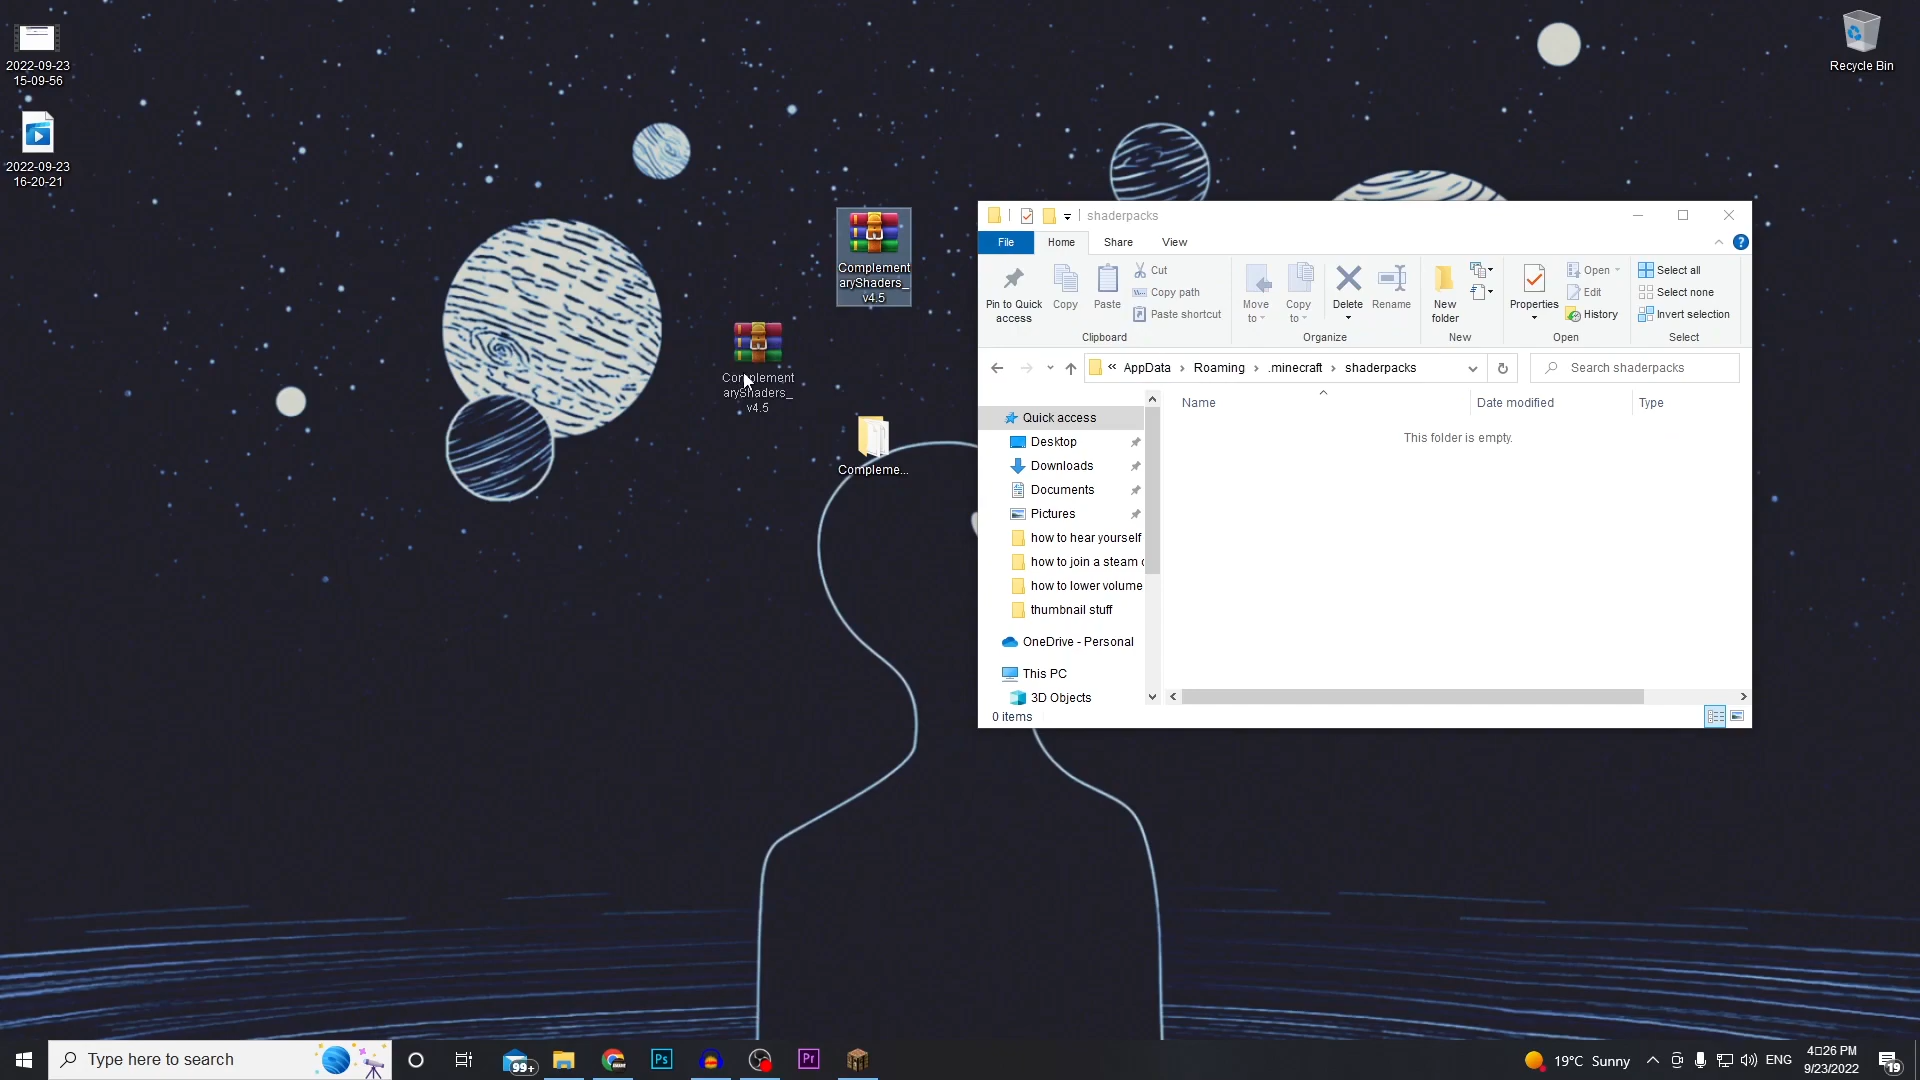 2022-09-23
15-09-56
2022-09-23
16-20-21
Recycle Bin
Complement
aryShaders_
v4.5
Complement
aryShaders_
v4.5
Compleme...
shaderpacks
File
Home
Share
View
Pin to Quick
access
Copy
Paste
Cut
Copy path
Paste shortcut
Clipboard
Move
to
Copy
to
Delete
Rename
Organize
New
folder
New
Properties
Open
Edit
History
Open
Select all
Select none
Invert selection
Select
« AppData › Roaming › .minecraft › shaderpacks
Search shaderpacks
Name
Date modified
Type
This folder is empty.
Quick access
Desktop
Downloads
Documents
Pictures
how to hear yourself
how to join a steam
how to lower volume
thumbnail stuff
OneDrive - Personal
This PC
3D Objects
0 items
Type here to search
99+
Ps
Pr
19°C Sunny
ENG
4□26 PM
9/23/2022
19